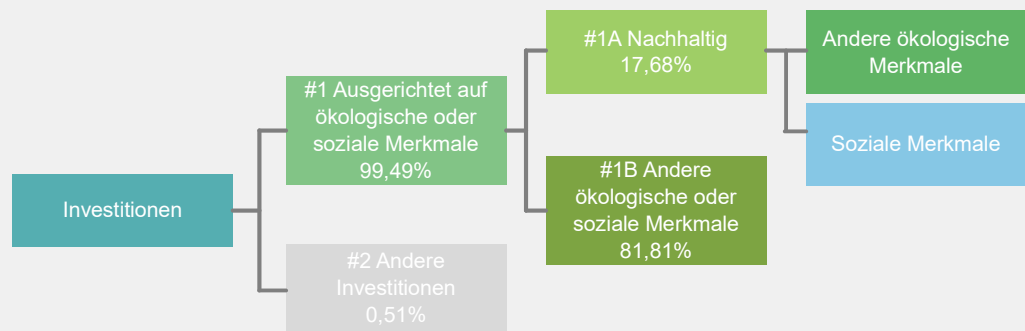 Investitionen
#1 Ausgerichtet auf
ökologische oder
soziale Merkmale
99,49%
#2 Andere
Investitionen
0,51%
#1A Nachhaltig
17,68%
#1B Andere
ökologische oder
soziale Merkmale
81,81%
Andere ökologische
Merkmale
Soziale Merkmale